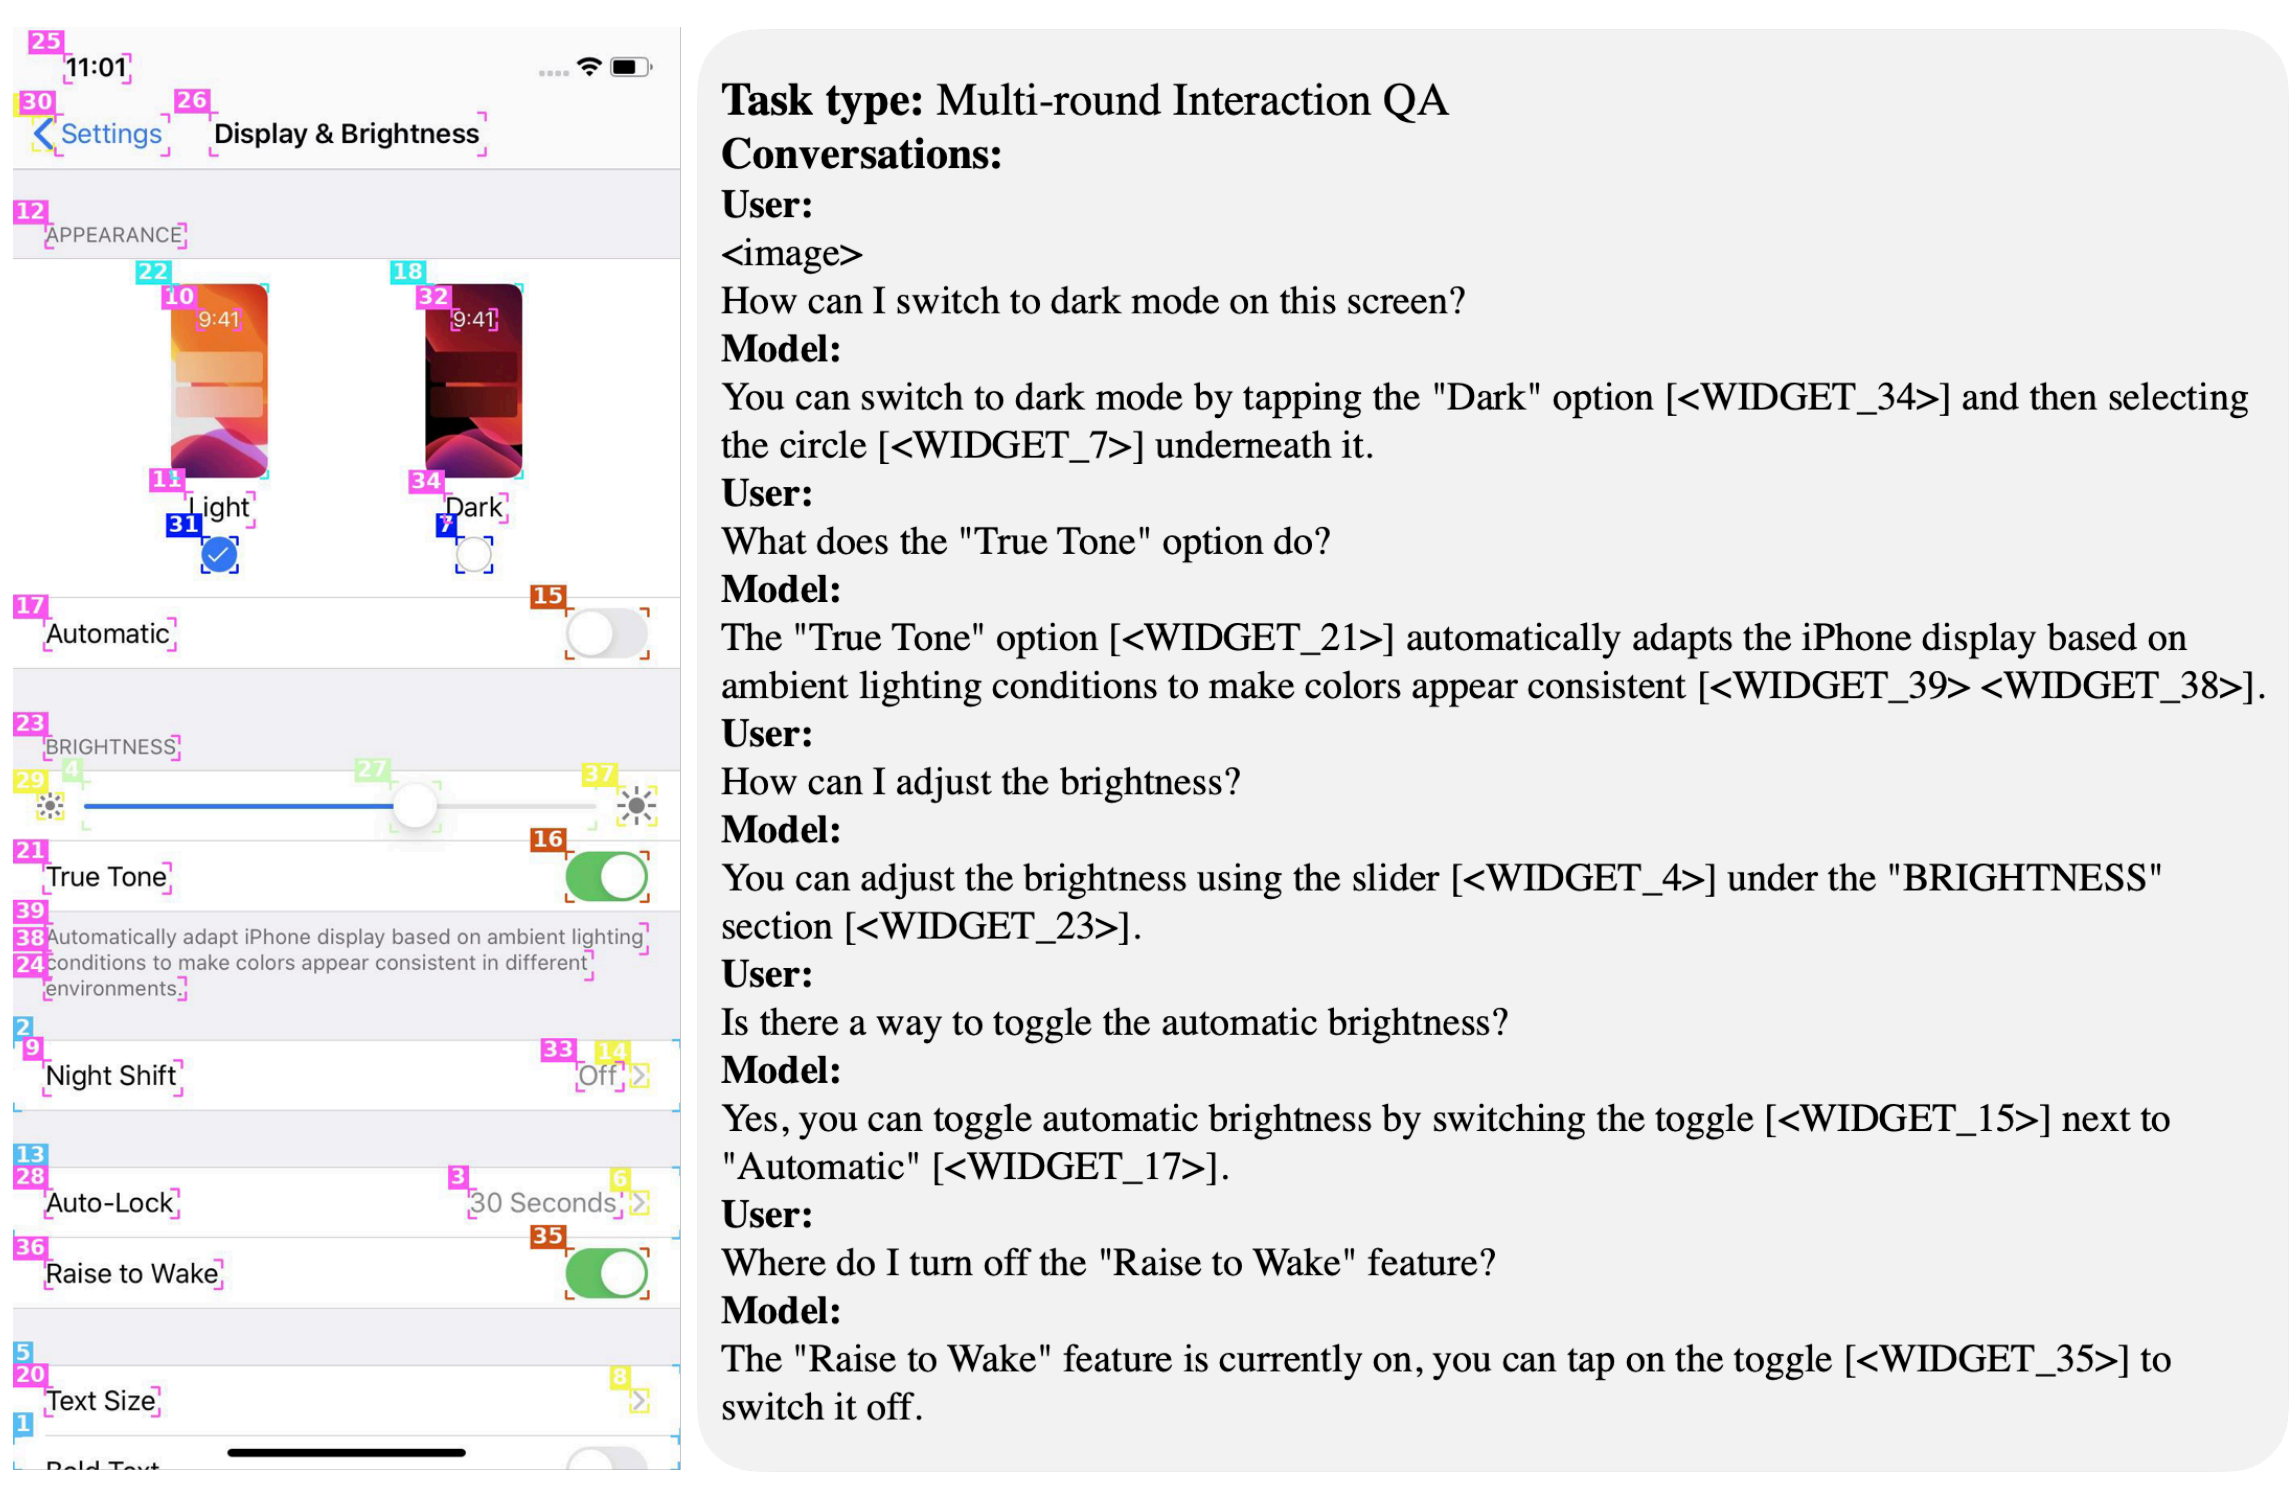 25
11:01
30
26
Settings
Display & Brightness
12
APPEARANCE
22
18
10
32
9:41
9:41
11
34
Light
Dark
31
7
17
15
Automatic
23
BRIGHTNESS
29
4
27
37
21
16
True Tone
39
38 Automatically adapt iPhone display based on ambient lighting
24 conditions to make colors appear consistent in different
environments.
2
9
33
14
Night Shift
Off
13
28
3
6
Auto-Lock
30 Seconds
36
35
Raise to Wake
5
20
8
Text Size
1
Bold Text
Task type: Multi-round Interaction QA
Conversations:
User:
<image>
How can I switch to dark mode on this screen?
Model:
You can switch to dark mode by tapping the "Dark" option [<WIDGET_34>] and then selecting
the circle [<WIDGET_7>] underneath it.
User:
What does the "True Tone" option do?
Model:
The "True Tone" option [<WIDGET_21>] automatically adapts the iPhone display based on
ambient lighting conditions to make colors appear consistent [<WIDGET_39> <WIDGET_38>].
User:
How can I adjust the brightness?
Model:
You can adjust the brightness using the slider [<WIDGET_4>] under the "BRIGHTNESS"
section [<WIDGET_23>].
User:
Is there a way to toggle the automatic brightness?
Model:
Yes, you can toggle automatic brightness by switching the toggle [<WIDGET_15>] next to
"Automatic" [<WIDGET_17>].
User:
Where do I turn off the "Raise to Wake" feature?
Model:
The "Raise to Wake" feature is currently on, you can tap on the toggle [<WIDGET_35>] to
switch it off.